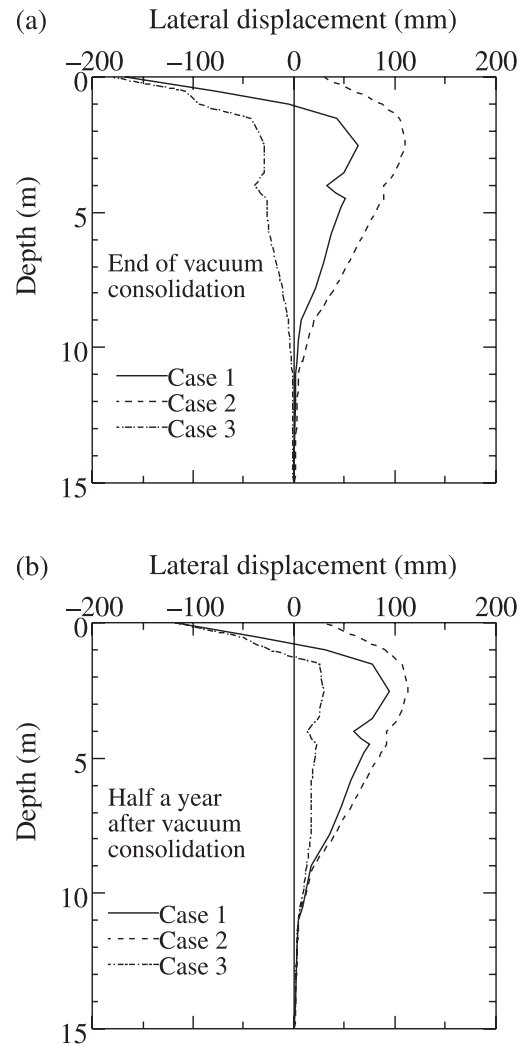 (a)
Lateral displacement (mm)
−200 −100 0 100 200
0
5
10
15
Depth (m)
End of vacuum
consolidation
Case 1
Case 2
Case 3
(b)
Lateral displacement (mm)
−200 −100 0 100 200
0
5
10
15
Depth (m)
Half a year
after vacuum
consolidation
Case 1
Case 2
Case 3